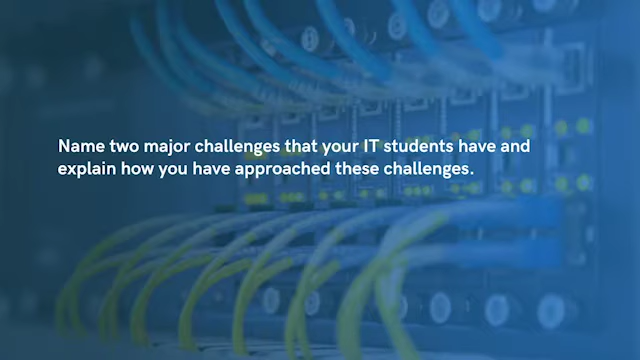 Name two major challenges that your IT students have and
explain how you have approached these challenges.